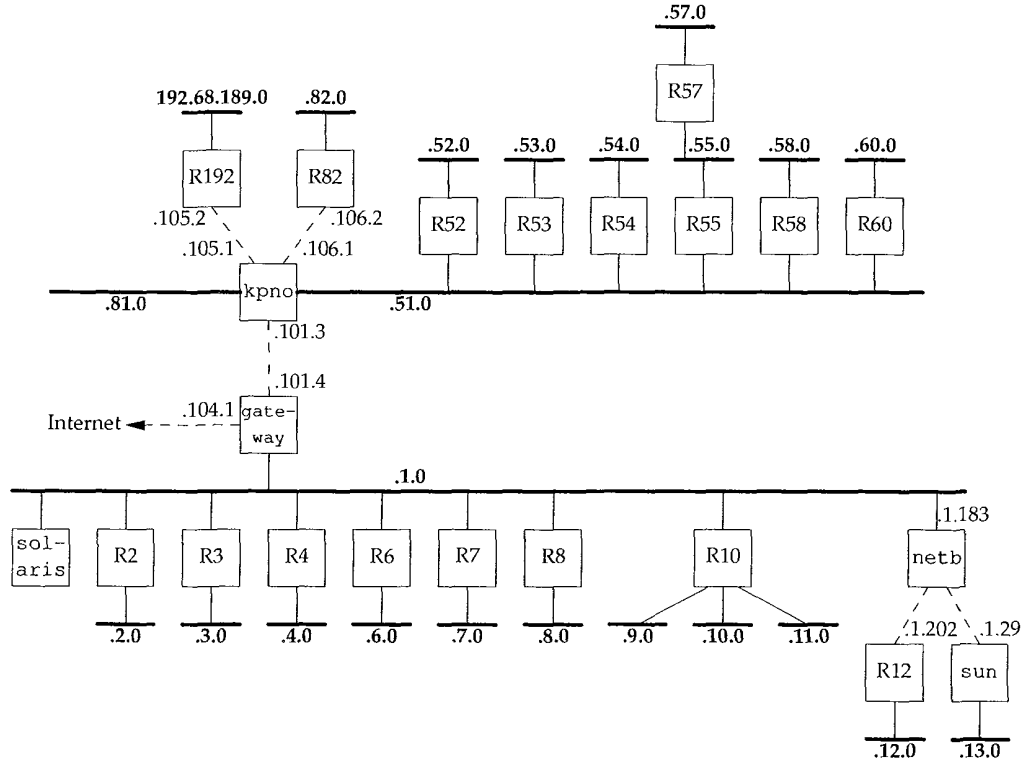 .57.0
R57
192.68.189.0 .82.0
.52.0 .53.0 .54.0 .55.0 .58.0 .60.0
R192 R82
R52 R53 R54 R55 R58 R60
.105.2 .106.2
.105.1 .106.1
kpno
.81.0 .51.0
.101.3
.101.4
Internet .104.1
gate-
way
.1.0
.1.183
sol-
aris
R2 R3 R4 R6 R7 R8 R10 netb
.2.0 .3.0 .4.0 .6.0 .7.0 .8.0 .9.0 .10.0 .11.0
.1.202 .1.29
R12 sun
.12.0 .13.0